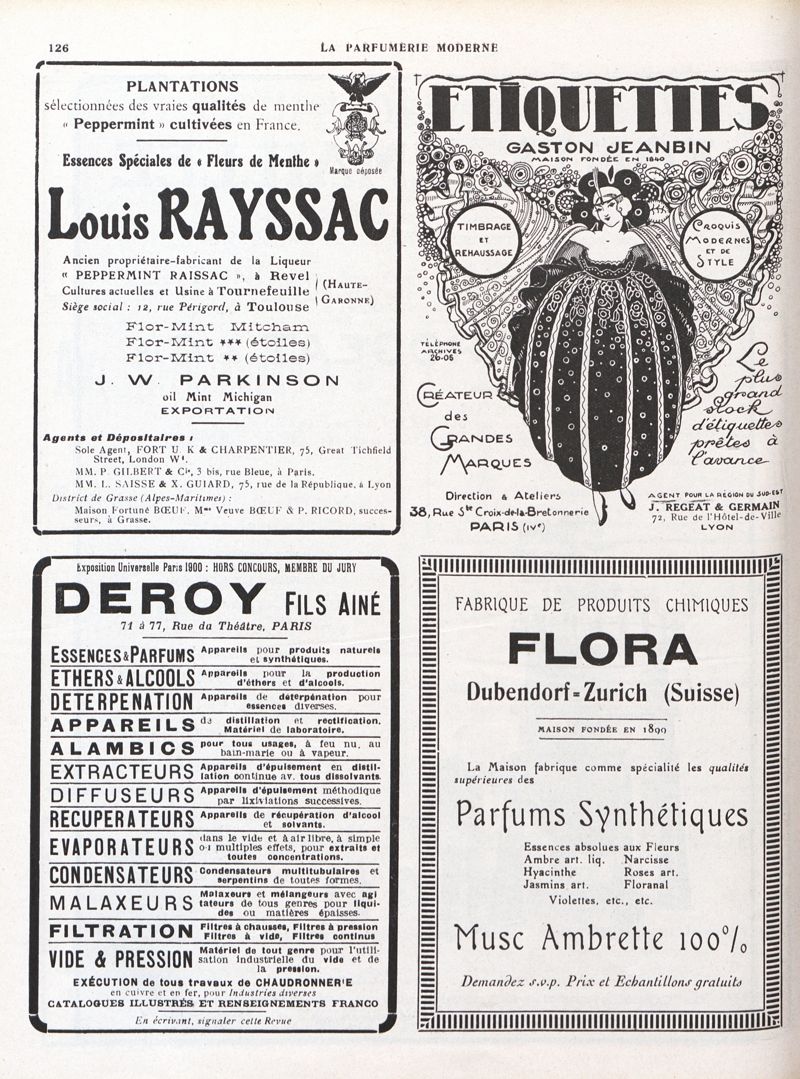 126
LA PARFUMERIE MODERNE
PLANTATIONS
sélectionnées des vraies qualités de menthe
« Peppermint » cultivées en France.
Marque déposée
Essences Spéciales de « Fleurs de Menthe »
Louis RAYSSAC
Ancien propriétaire-fabricant de la Liqueur
« PEPPERMINT RAISSAC », à Revel
Cultures actuelles et Usine à Tournefeuille
(HAUTE-
GARONNE)
Siège social : 12, rue Périgord, à Toulouse
Flor-Mint Mitcham
Flor-Mint *** (étoiles)
Flor-Mint ** (étoiles)
J. W. PARKINSON
oil Mint Michigan
EXPORTATION
Agents et Dépositaires :
Sole Agent, FORT U K & CHARPENTIER, 75, Great Tichfield
Street, London W¹.
MM. P. GILBERT & Cie, 3 bis, rue Bleue, à Paris.
MM. L. SAISSE & X. GUIARD, 75, rue de la République, à Lyon
District de Grasse (Alpes-Maritimes) :
Maison Fortuné BŒUF, Mme Veuve BŒUF & P. RICORD, succes-
seurs, à Grasse.
ETIQUETTES
GASTON JEANBIN
MAISON FONDÉE EN 1840
TIMBRAGE
ET
REHAUSSAGE
CROQUIS
MODERNES
ET DE
STYLE
TÉLÉPHONE
ARCHIVES
26-05
CRÉATEUR
des
GRANDES
MARQUES
Le
plus
grand
stock
d'étiquettes
prêtes à
l'avance
Direction & Ateliers
38, Rue Ste Croix-de-la-Bretonnerie
PARIS (IVe)
AGENT POUR LA RÉGION DU SUD-EST
J. REGEAT & GERMAIN
72, Rue de l'Hôtel-de-Ville
LYON
Exposition Universelle Paris 1900 : HORS CONCOURS, MEMBRE DU JURY
DEROY FILS AINÉ
71 à 77, Rue du Théâtre, PARIS
ESSENCES & PARFUMS Appareils pour produits naturels
et synthétiques.
ETHERS & ALCOOLS Appareils pour la production
d'éthers et d'alcools.
DETERPENATION Appareils de déterpénation pour
essences diverses.
APPAREILS de distillation et rectification.
Matériel de laboratoire.
ALAMBICS pour tous usages, à feu nu, au
bain-marie ou à vapeur.
EXTRACTEURS Appareils d'épuisement en distil-
lation continue av. tous dissolvants.
DIFFUSEURS Appareils d'épuisement méthodique
par lixiviations successives.
RECUPERATEURS Appareils de récupération d'alcool
et solvants.
EVAPORATEURS dans le vide et à air libre, à simple
ou multiples effets, pour extraits et
toutes concentrations.
CONDENSATEURS Condensateurs multitubulaires et
serpentins de toutes formes.
MALAXEURS Malaxeurs et mélangeurs avec agi
tateurs de tous genres pour liqui-
des ou matières épaisses.
FILTRATION Filtres à chausses, Filtres à pression
Filtres à vide, Filtres continus
VIDE & PRESSION Matériel de tout genre pour l'utili-
sation industrielle du vide et de
la pression.
EXÉCUTION de tous travaux de CHAUDRONNERIE
en cuivre et en fer, pour Industries diverses
CATALOGUES ILLUSTRÉS ET RENSEIGNEMENTS FRANCO
En écrivant, signaler cette Revue
FABRIQUE DE PRODUITS CHIMIQUES
FLORA
Dubendorf=Zurich (Suisse)
MAISON FONDÉE EN 1890
La Maison fabrique comme spécialité les qualités
supérieures des
Parfums Synthétiques
Essences absolues aux Fleurs
Ambre art. liq. Narcisse
Hyacinthe Roses art.
Jasmins art. Floranal
Violettes, etc., etc.
Musc Ambrette 100%
Demandez s.v.p. Prix et Echantillons gratuits